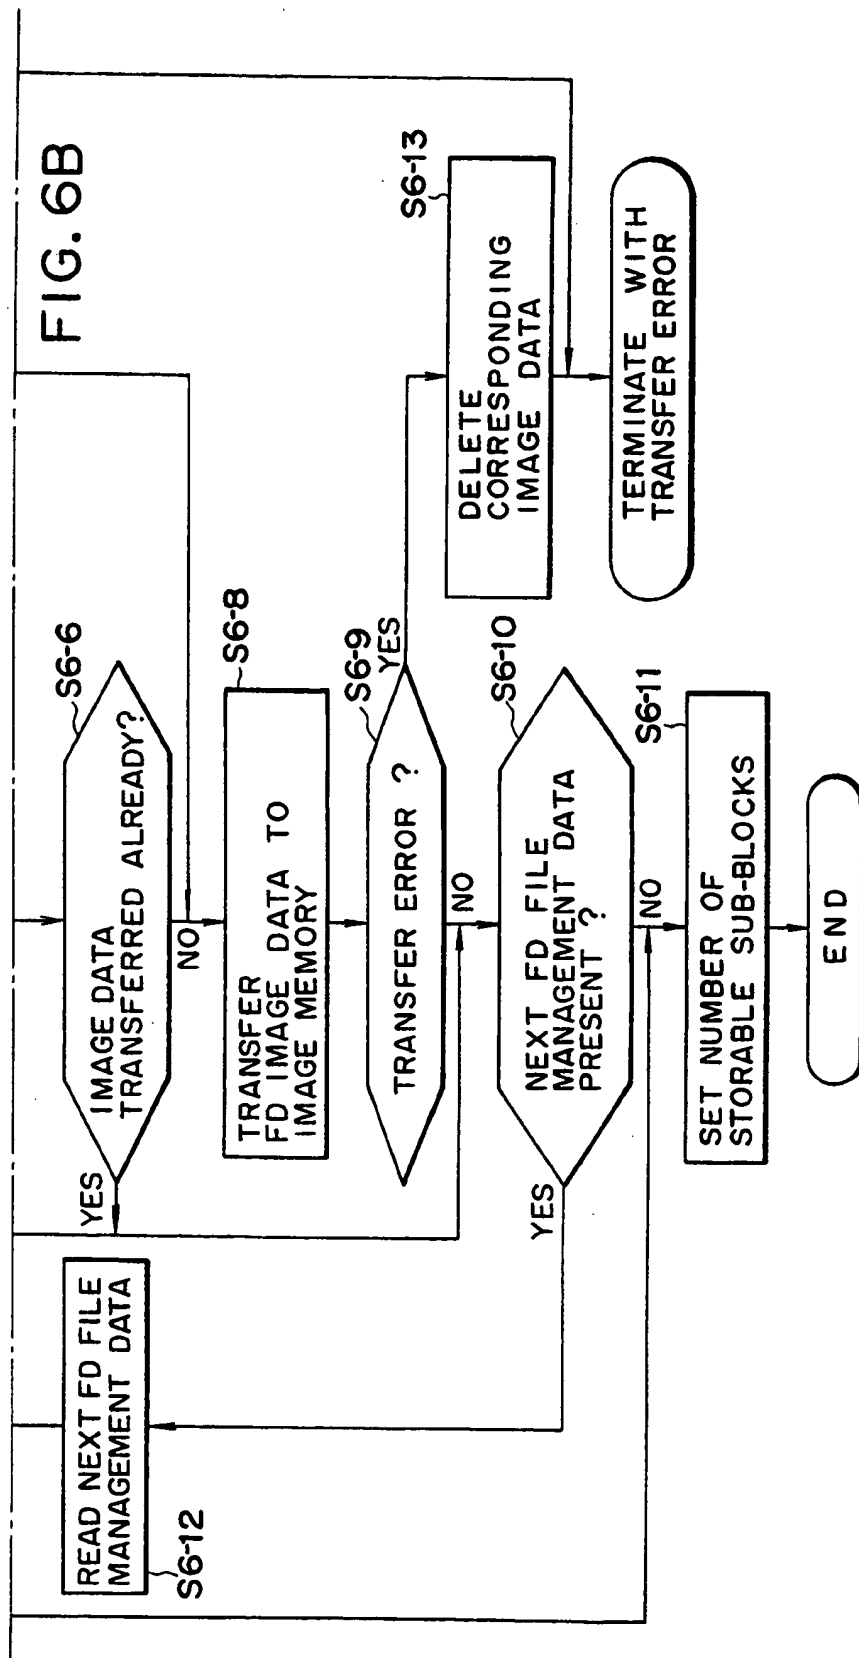 FIG. 6B
S6-6
IMAGE DATA
TRANSFERRED ALREADY?
YES
NO
S6-8
TRANSFER
FD IMAGE DATA TO
IMAGE MEMORY
S6-9
TRANSFER ERROR ?
YES
NO
S6-10
NEXT FD FILE
MANAGEMENT DATA
PRESENT ?
YES
NO
S6-11
SET NUMBER OF
STORABLE SUB-BLOCKS
END
READ NEXT FD FILE
MANAGEMENT DATA
S6-12
S6-13
DELETE
CORRESPONDING
IMAGE DATA
TERMINATE WITH
TRANSFER ERROR